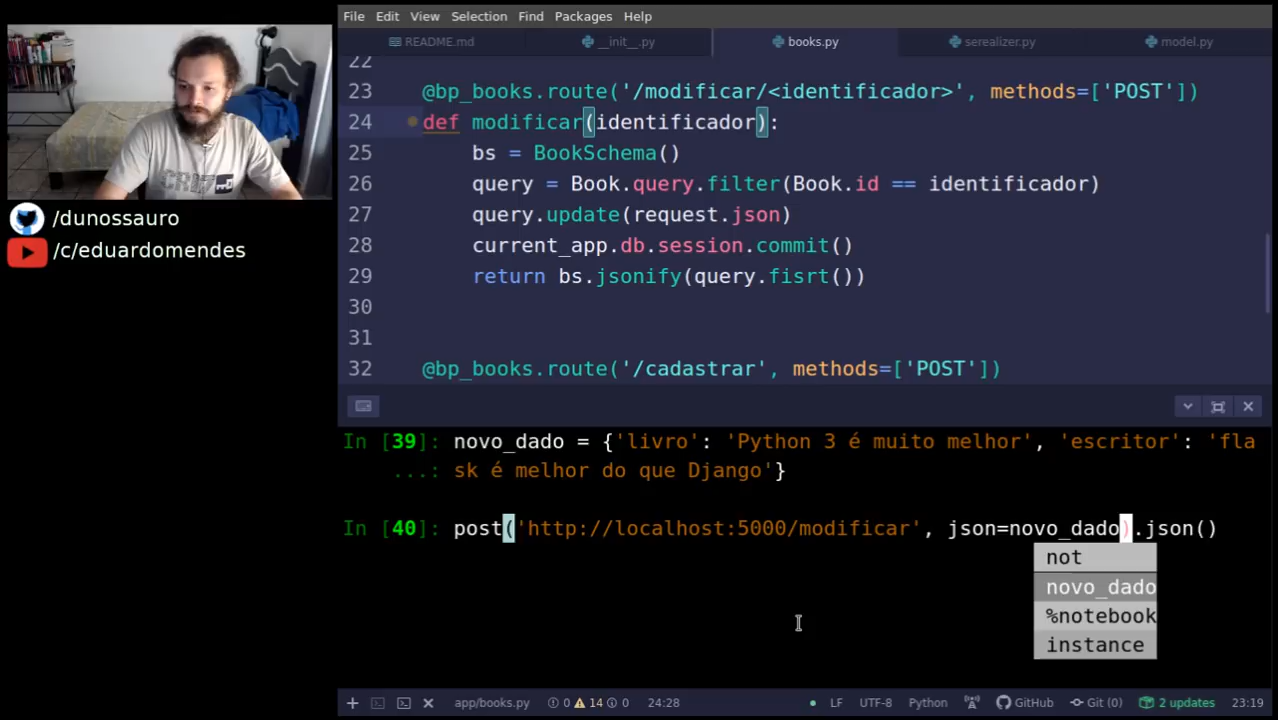 File Edit View Selection Find Packages Help
README.md __init__.py books.py serealizer.py model.py
22
23 @bp_books.route('/modificar/<identificador>', methods=['POST'])
24 def modificar(identificador):
25 bs = BookSchema()
26 query = Book.query.filter(Book.id == identificador)
27 query.update(request.json)
28 current_app.db.session.commit()
29 return bs.jsonify(query.fisrt())
30
31
32 @bp_books.route('/cadastrar', methods=['POST'])
/dunossauro
/c/eduardomendes
In [39]: novo_dado = {'livro': 'Python 3 é muito melhor', 'escritor': 'fla
...: sk é melhor do que Django'}
In [40]: post('http://localhost:5000/modificar', json=novo_dado).json()
not
novo_dado
%notebook
instance
app/books.py 0 14 0 24:28 LF UTF-8 Python GitHub Git (0) 2 updates 23:19